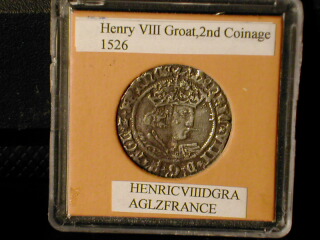 Henry VIII Groat,2nd Coinage
1526
HENRICVIIIDGRA
AGLZFRANCE